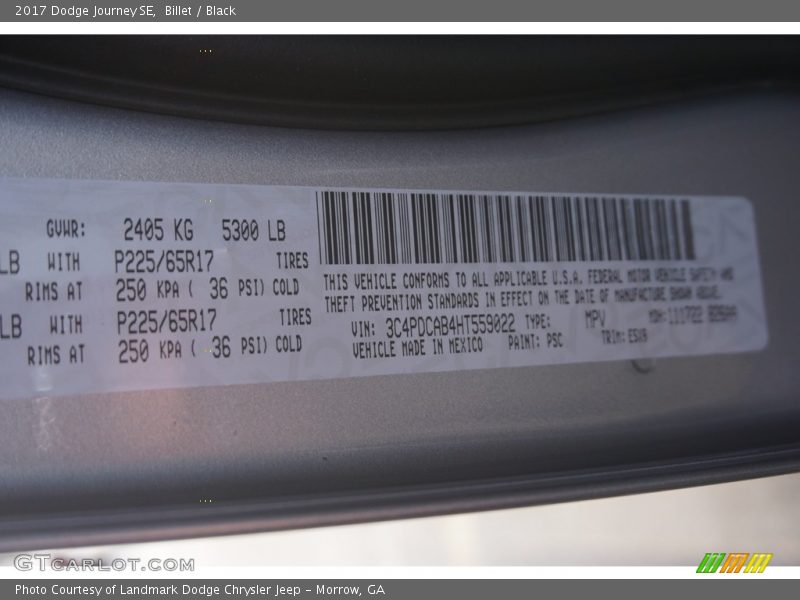 2017 Dodge Journey SE, Billet / Black
GVWR: 2405 KG 5300 LB
LB WITH P225/65R17 TIRES
RIMS AT 250 KPA ( 36 PSI) COLD
LB WITH P225/65R17 TIRES
RIMS AT 250 KPA ( 36 PSI) COLD
THIS VEHICLE CONFORMS TO ALL APPLICABLE U.S.A. FEDERAL MOTOR VEHICLE SAFETY AND
THEFT PREVENTION STANDARDS IN EFFECT ON THE DATE OF MANUFACTURE SHOWN ABOVE.
VIN: 3C4PDCAB4HT559022 TYPE: MPV
VEHICLE MADE IN MEXICO PAINT: PSC TRIM:
GTCARLOT.COM
Photo Courtesy of Landmark Dodge Chrysler Jeep – Morrow, GA